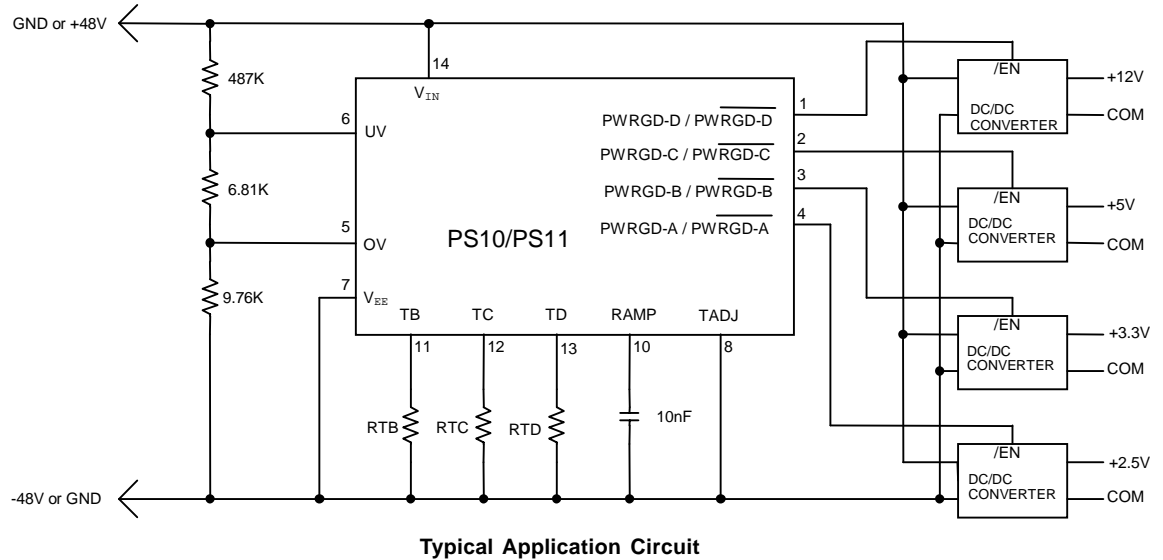 GND or +48V
487K
6.81K
9.76K
-48V or GND
14
VIN
6
UV
5
OV
7
VEE
PS10/PS11
1
PWRGD-D / PWRGD-D
2
PWRGD-C / PWRGD-C
3
PWRGD-B / PWRGD-B
4
PWRGD-A / PWRGD-A
TB TC TD RAMP TADJ
11 12 13 10 8
RTB RTC RTD 10nF
/EN
DC/DC
CONVERTER
+12V
COM
/EN
DC/DC
CONVERTER
+5V
COM
/EN
DC/DC
CONVERTER
+3.3V
COM
/EN
DC/DC
CONVERTER
+2.5V
COM
Typical Application Circuit